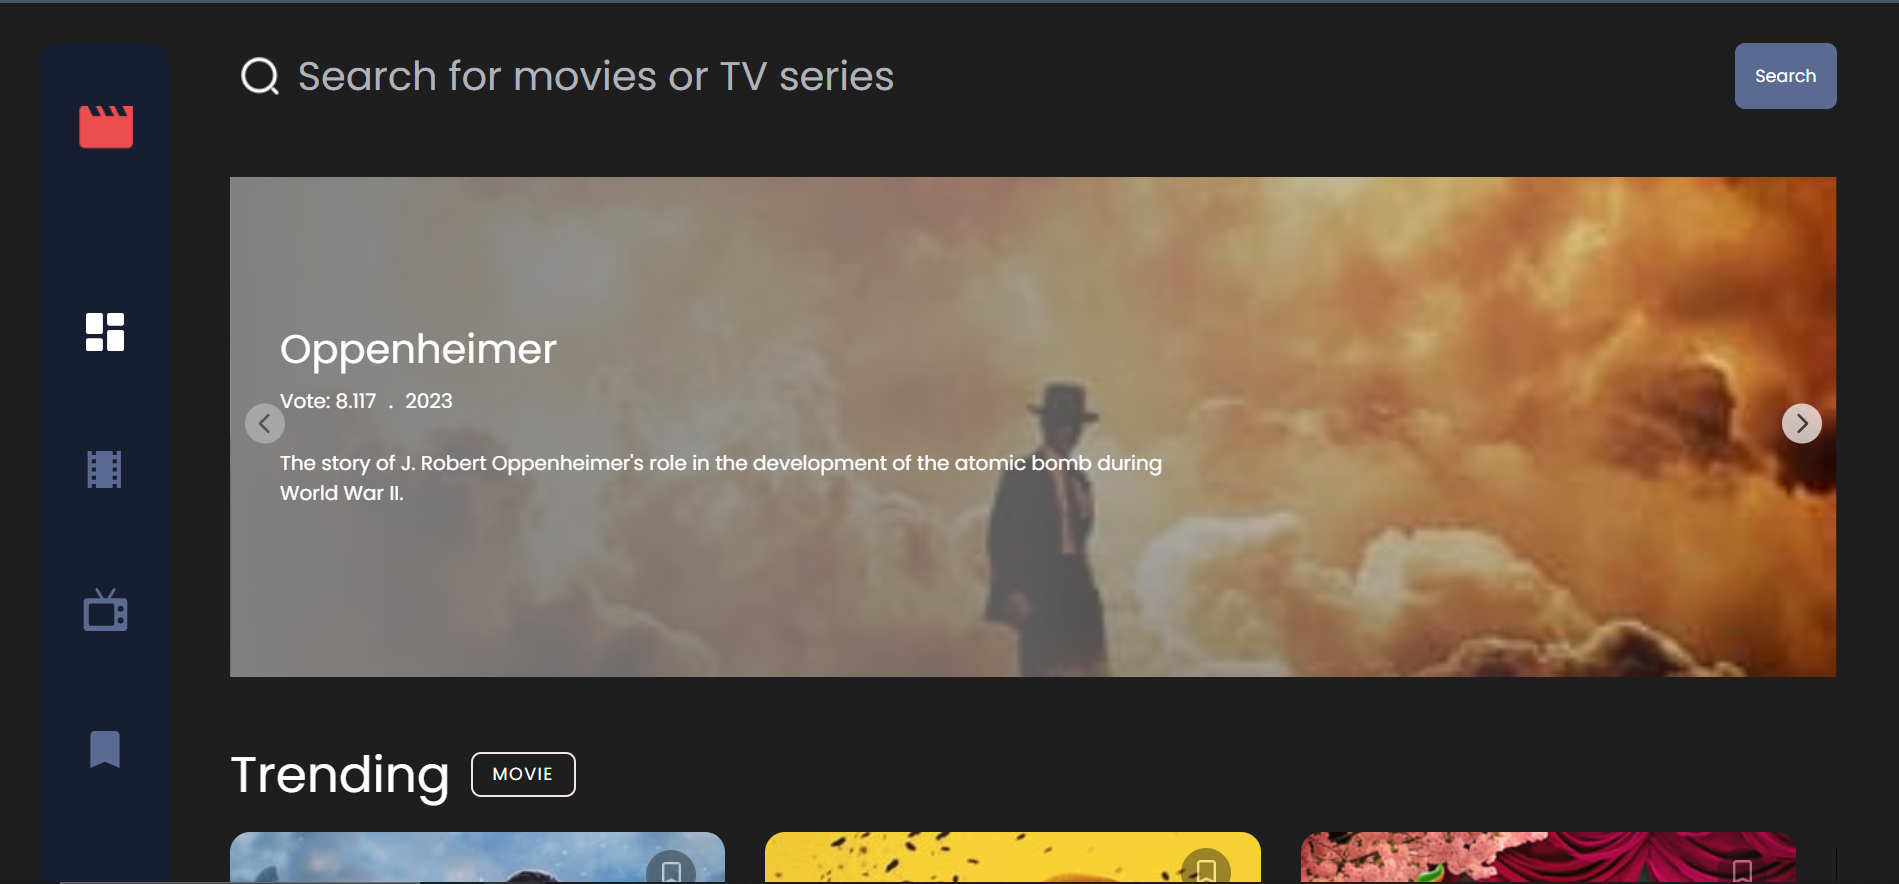 Search for movies or TV series
Search
Oppenheimer
Vote: 8.117 . 2023
The story of J. Robert Oppenheimer's role in the development of the atomic bomb during
World War II.
Trending
MOVIE